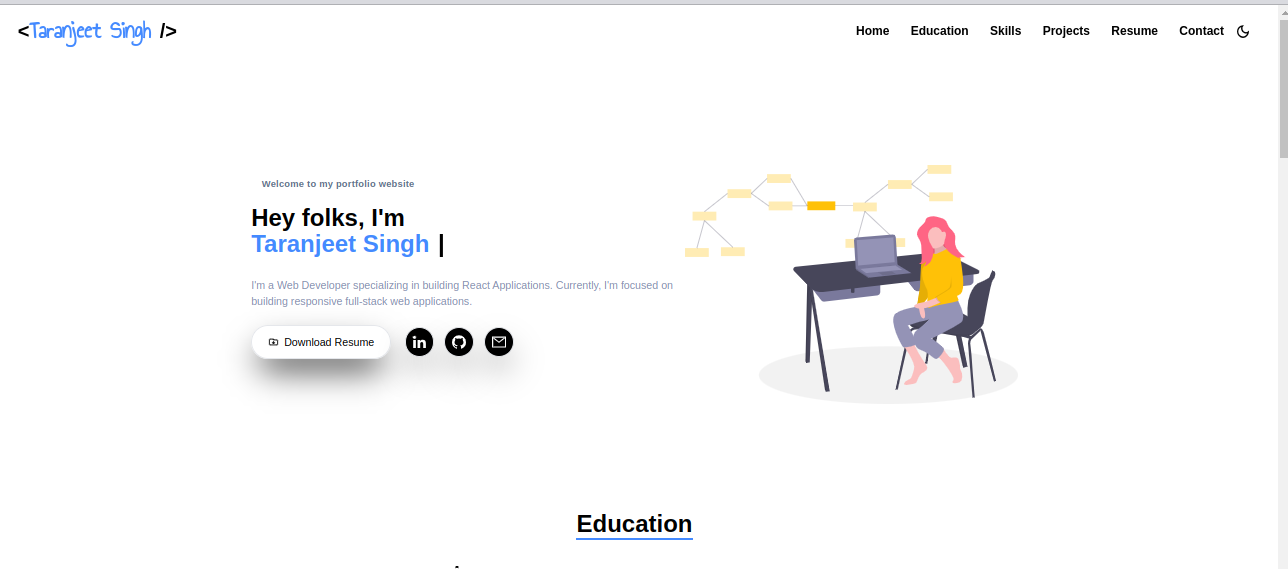 <Taranjeet Singh />
Home Education Skills Projects Resume Contact
Welcome to my portfolio website
Hey folks, I'm
Taranjeet Singh |
I'm a Web Developer specializing in building React Applications. Currently, I'm focused on
building responsive full-stack web applications.
Download Resume
in
Education